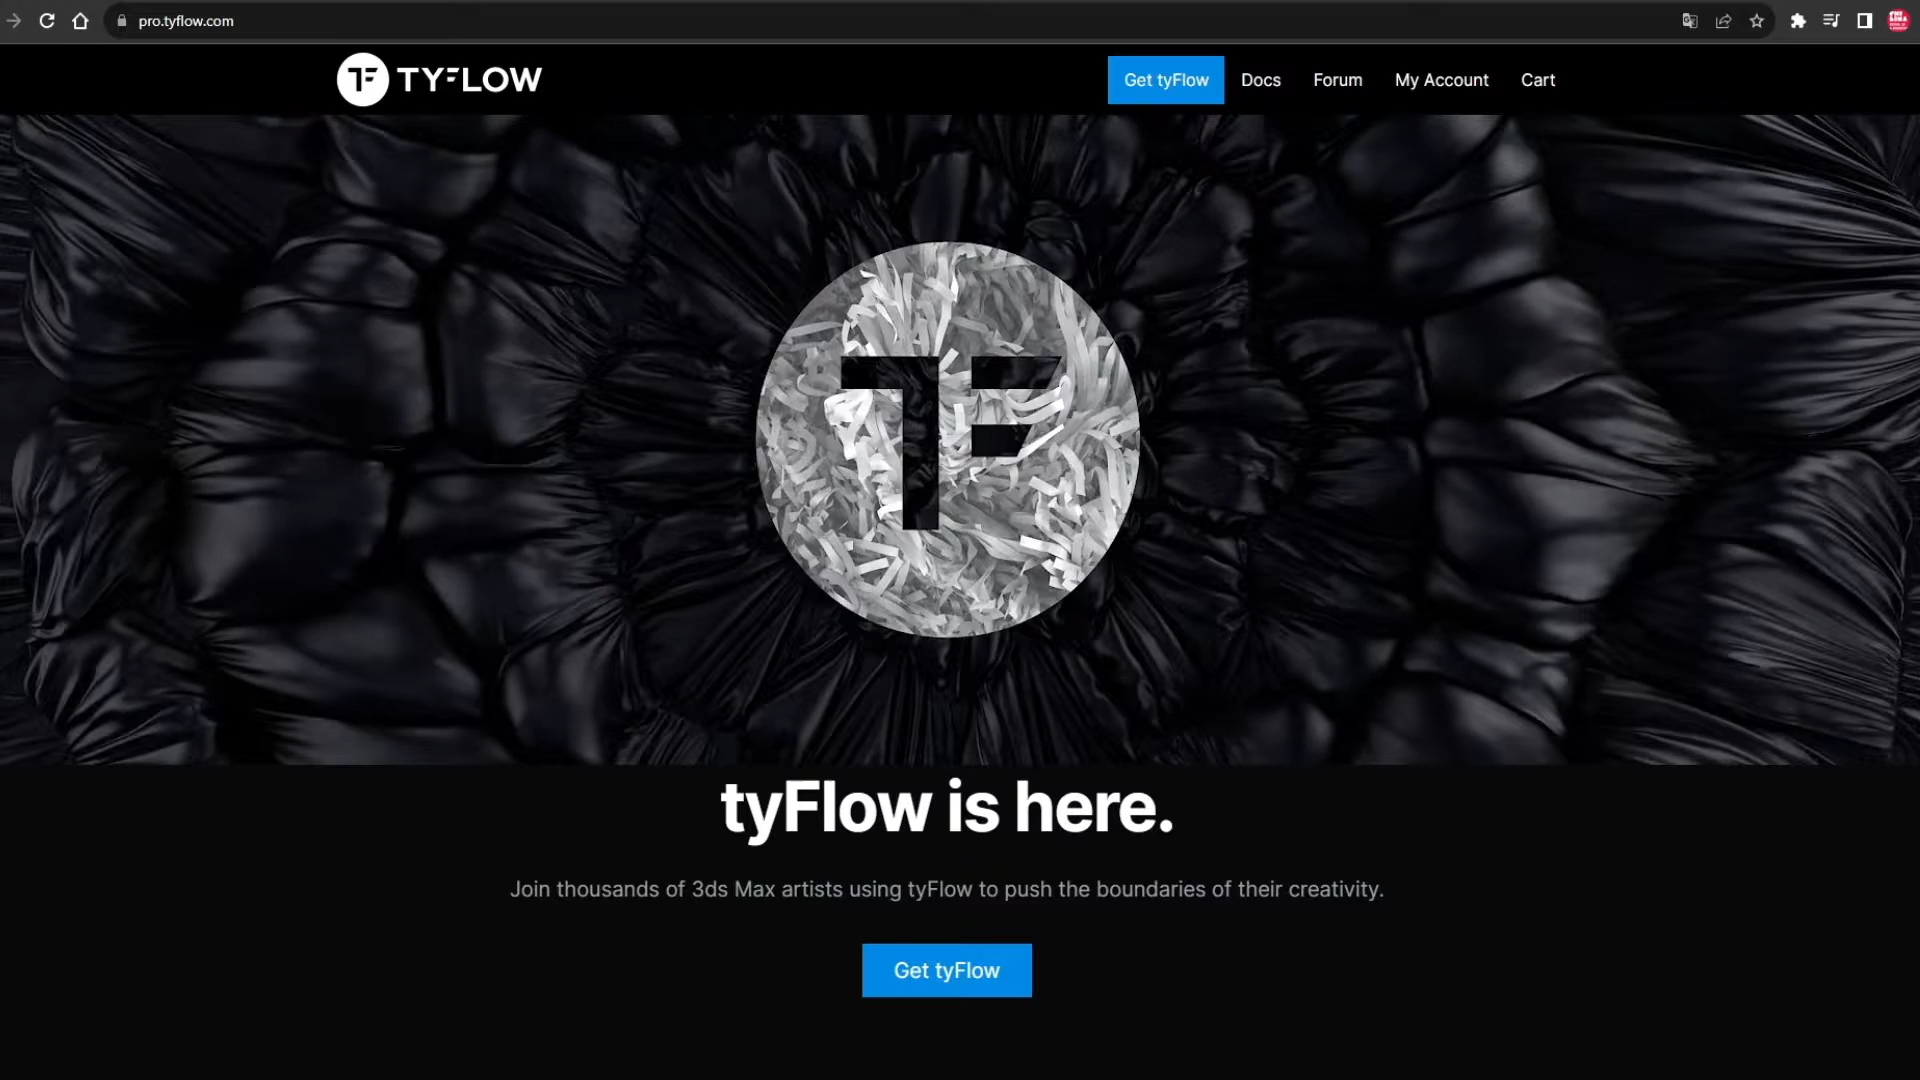 pro.tyflow.com
TYFLOW
Get tyFlow
Docs
Forum
My Account
Cart
TF
tyFlow is here.
Join thousands of 3ds Max artists using tyFlow to push the boundaries of their creativity.
Get tyFlow